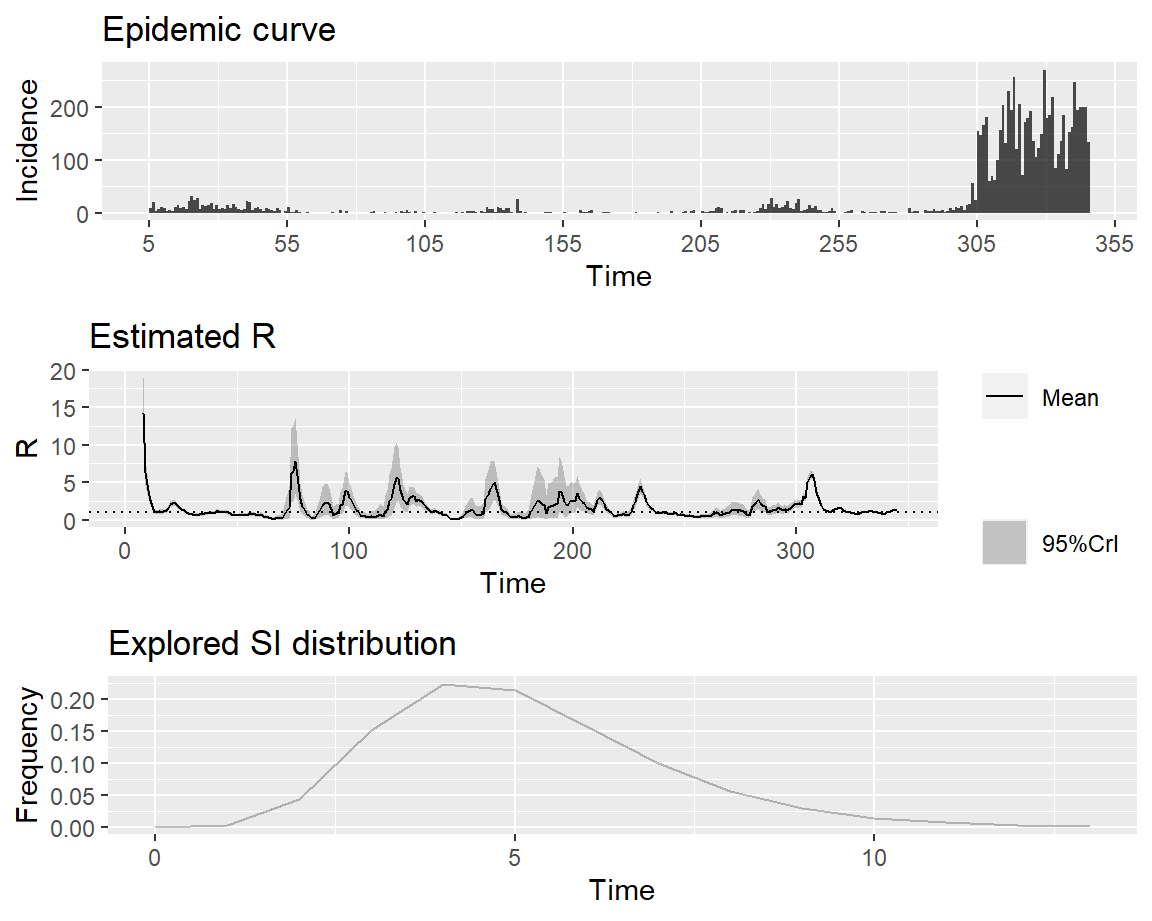 Epidemic curve
Incidence
200
100
0
5 55 105 155 205 255 305 355
Time
Estimated R
R
20
15
10
5
0
0 100 200 300
Time
Mean
95%CrI
Explored SI distribution
Frequency
0.20
0.15
0.10
0.05
0.00
0 5 10
Time